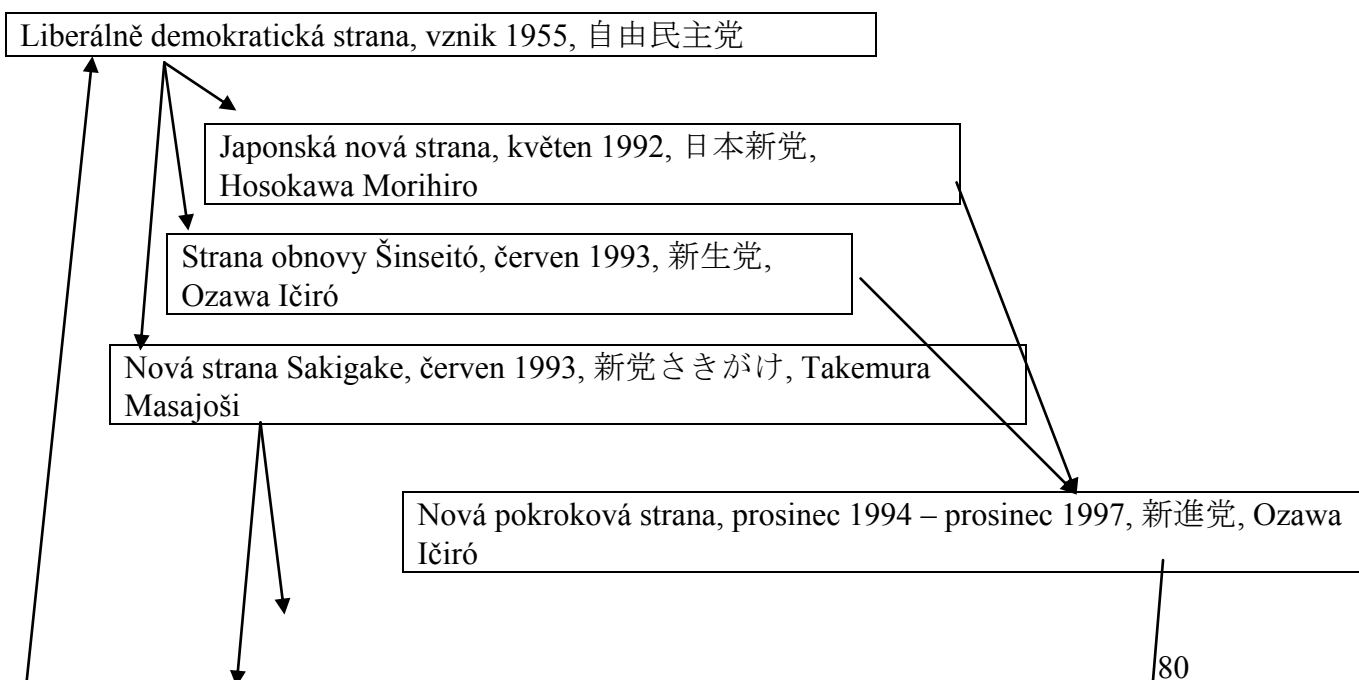 Liberálně demokratická strana, vznik 1955, 自由民主党
Japonská nová strana, květen 1992, 日本新党,
Hosokawa Morihiro
Strana obnovy Šinseitó, červen 1993, 新生党,
Ozawa Ičiró
Nová strana Sakigake, červen 1993, 新党さきがけ, Takemura
Masajoši
Nová pokroková strana, prosinec 1994 – prosinec 1997, 新進党, Ozawa
Ičiró
80